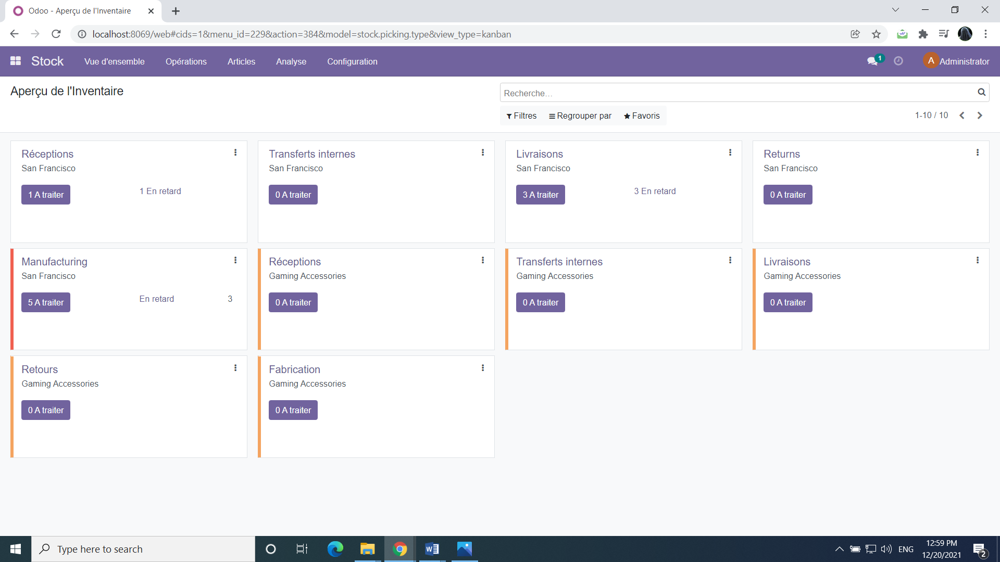 Odoo - Aperçu de l'Inventaire
localhost:8069/web#cids=1&menu_id=229&action=384&model=stock.picking.type&view_type=kanban
Stock Vue d'ensemble Opérations Articles Analyse Configuration 1 A Administrator
Aperçu de l'Inventaire
Recherche...
Filtres Regrouper par Favoris 1-10 / 10
Réceptions
San Francisco
1 A traiter 1 En retard
Transferts internes
San Francisco
0 A traiter
Livraisons
San Francisco
3 A traiter 3 En retard
Returns
San Francisco
0 A traiter
Manufacturing
San Francisco
5 A traiter En retard 3
Réceptions
Gaming Accessories
0 A traiter
Transferts internes
Gaming Accessories
0 A traiter
Livraisons
Gaming Accessories
0 A traiter
Retours
Gaming Accessories
0 A traiter
Fabrication
Gaming Accessories
0 A traiter
Type here to search
ENG
12:59 PM
12/20/2021
2